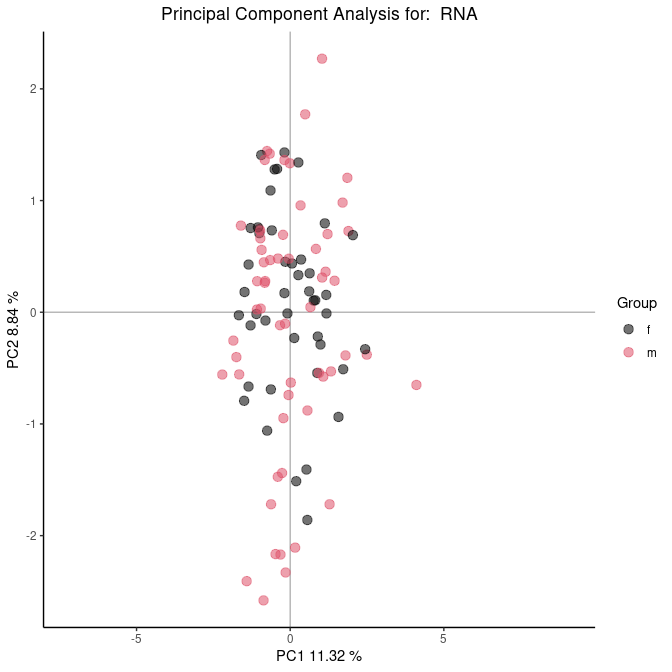 Principal Component Analysis for:  RNA
PC2 8.84 %
2
1
0
-1
-2
-5
0
5
PC1 11.32 %
Group
f
m